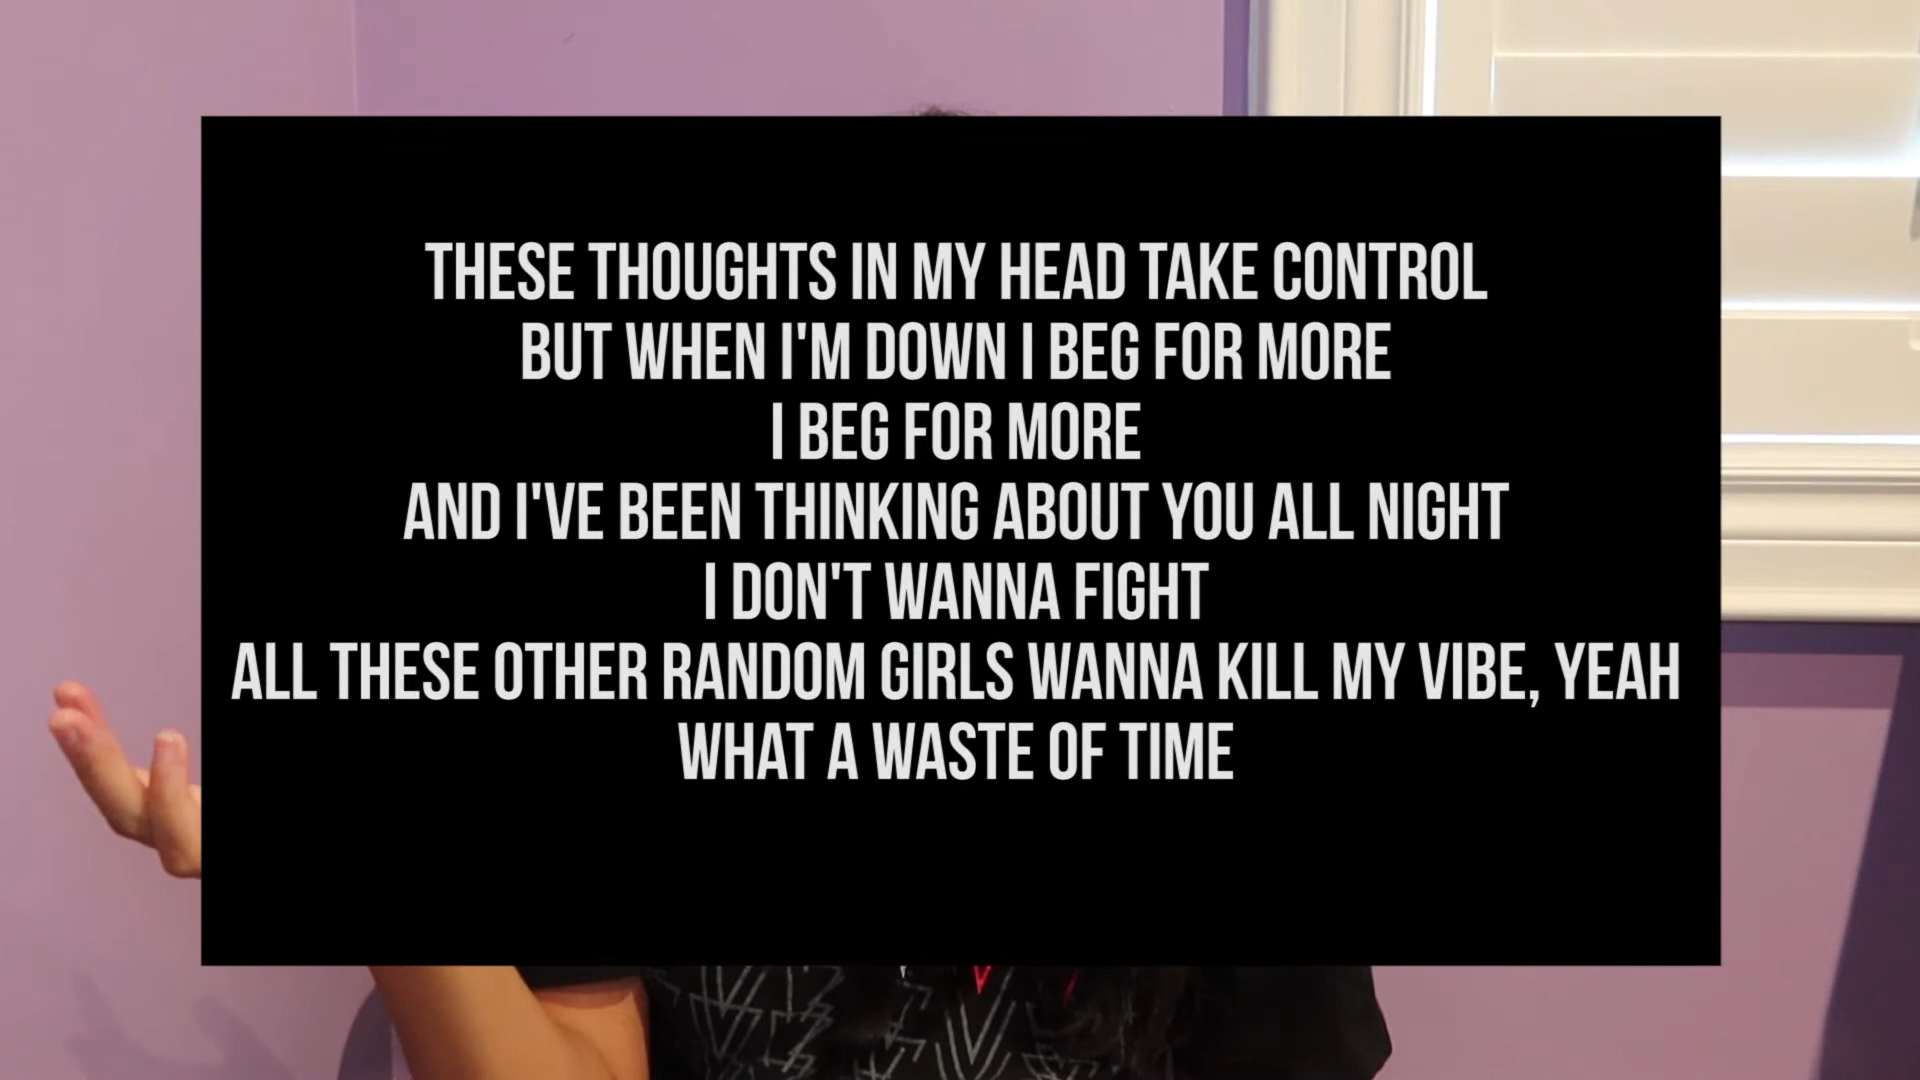 THESE THOUGHTS IN MY HEAD TAKE CONTROL
BUT WHEN I'M DOWN I BEG FOR MORE
I BEG FOR MORE
AND I'VE BEEN THINKING ABOUT YOU ALL NIGHT
I DON'T WANNA FIGHT
ALL THESE OTHER RANDOM GIRLS WANNA KILL MY VIBE, YEAH
WHAT A WASTE OF TIME